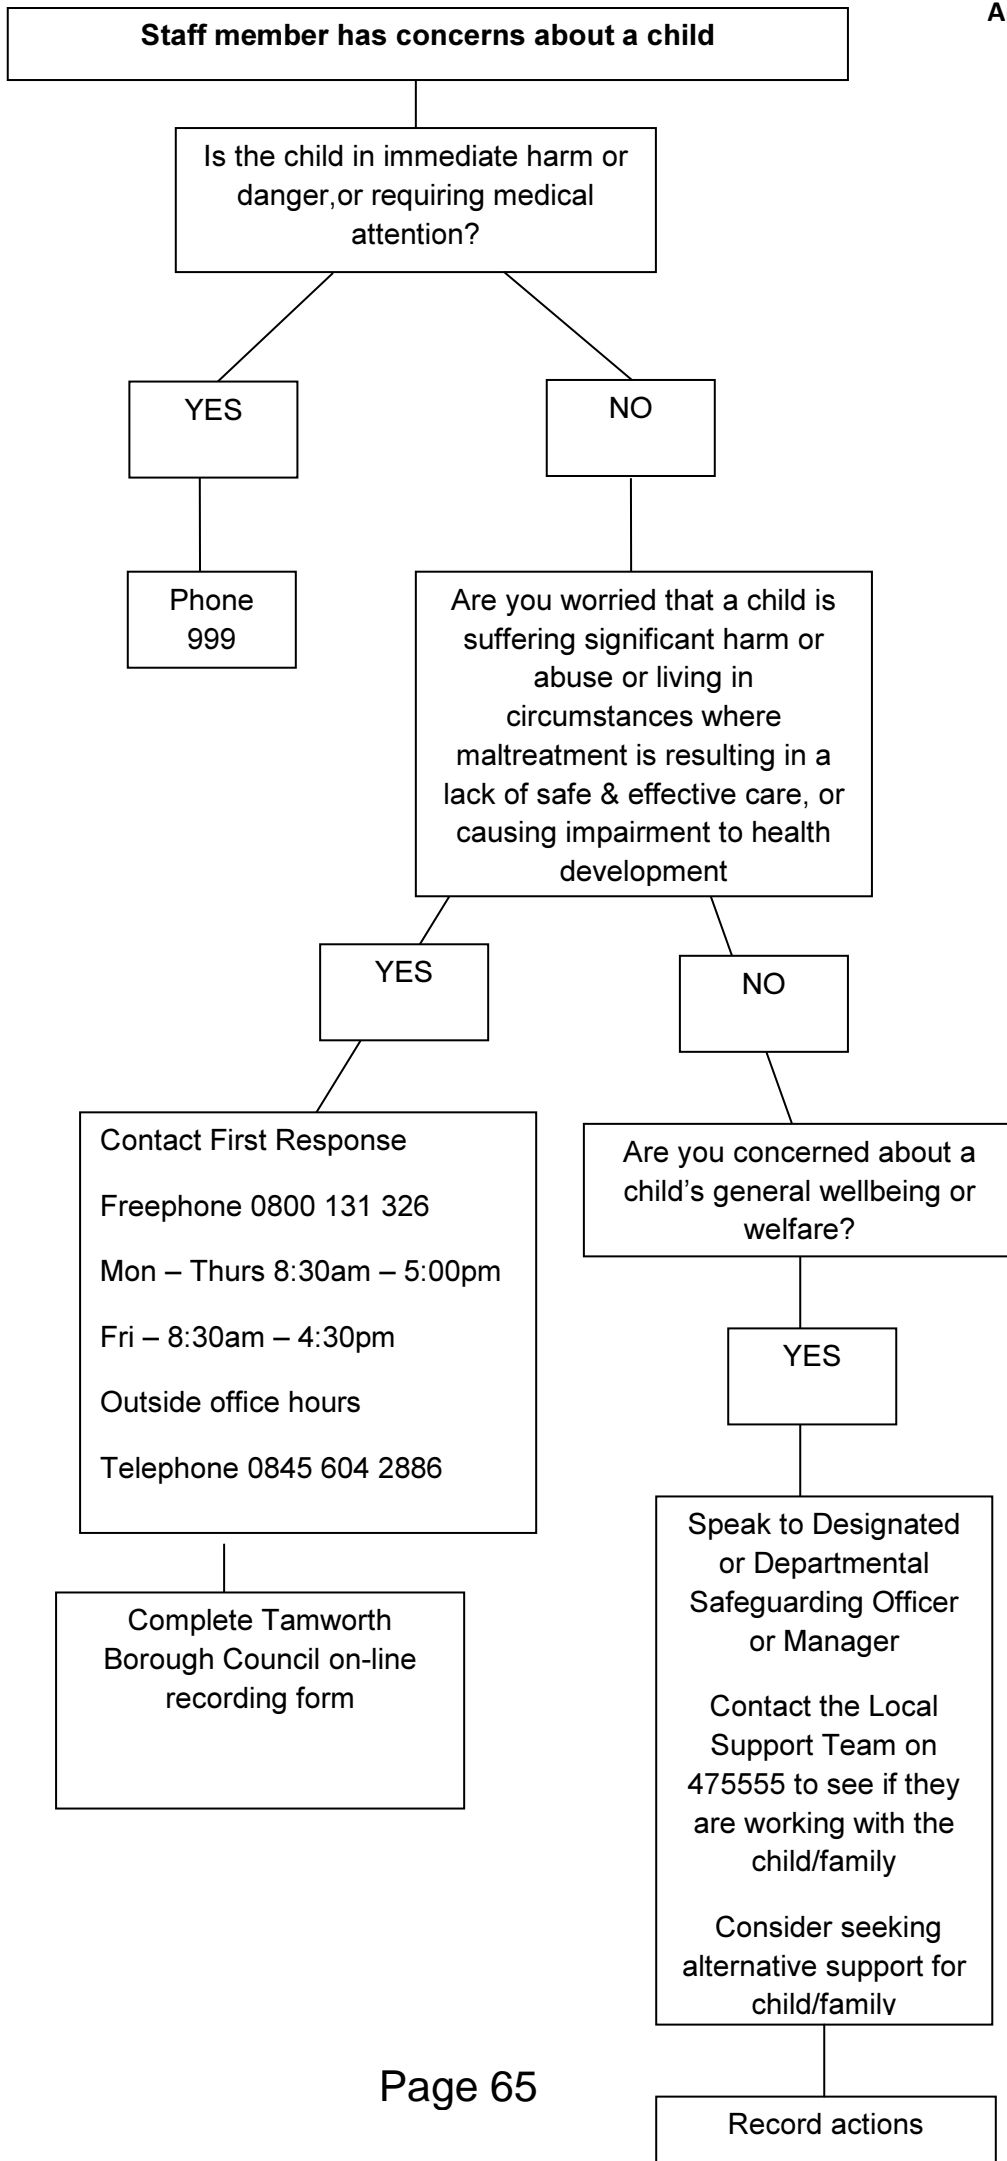 A
Staff member has concerns about a child
Is the child in immediate harm or
danger,or requiring medical
attention?
YES
NO
Phone
999
Are you worried that a child is
suffering significant harm or
abuse or living in
circumstances where
maltreatment is resulting in a
lack of safe & effective care, or
causing impairment to health
development
YES
NO
Contact First Response
Freephone 0800 131 326
Mon – Thurs 8:30am – 5:00pm
Fri – 8:30am – 4:30pm
Outside office hours
Telephone 0845 604 2886
Are you concerned about a
child’s general wellbeing or
welfare?
YES
Complete Tamworth
Borough Council on-line
recording form
Speak to Designated
or Departmental
Safeguarding Officer
or Manager
Contact the Local
Support Team on
475555 to see if they
are working with the
child/family
Consider seeking
alternative support for
child/family
Page 65
Record actions